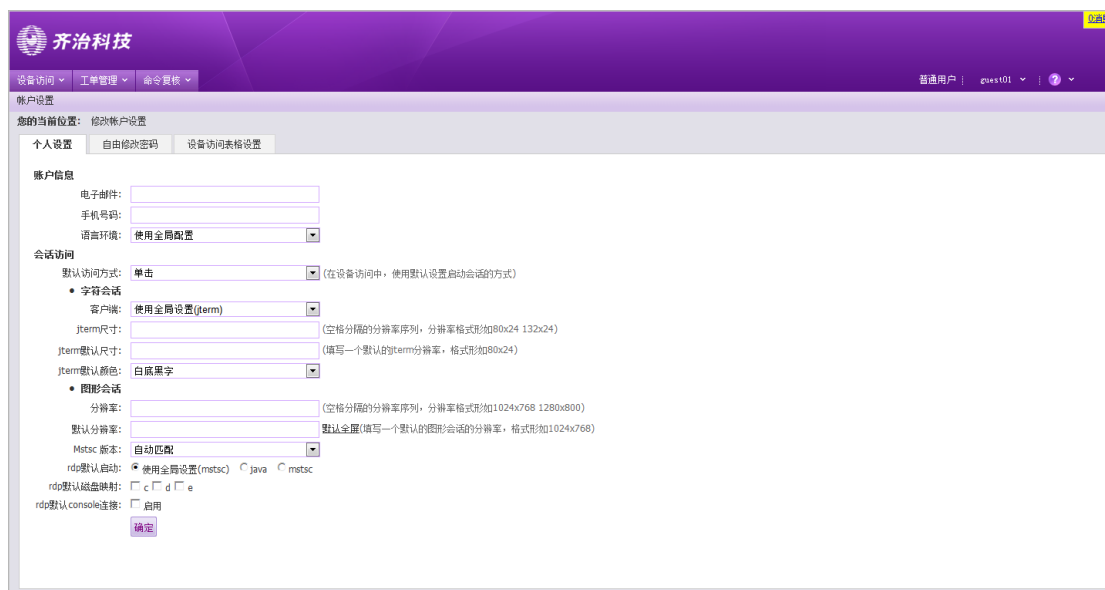 0消
齐治科技
设备访问 工单管理 命令复核 普通用户 | guest01 | ?
帐户设置
您的当前位置: 修改帐户设置
个人设置 自由修改密码 设备访问表格设置
账户信息
电子邮件:
手机号码:
语言环境: 使用全局配置
会话访问
默认访问方式: 单击 (在设备访问中，使用默认设置启动会话的方式)
• 字符会话
客户端: 使用全局设置(jterm)
jterm尺寸: (空格分隔的分辨率序列，分辨率格式形如80x24 132x24)
jterm默认尺寸: (填写一个默认的jterm分辨率，格式形如80x24)
jterm默认颜色: 白底黑字
• 图形会话
分辨率: (空格分隔的分辨率序列，分辨率格式形如1024x768 1280x800)
默认分辨率: 默认全屏(填写一个默认的图形会话的分辨率，格式形如1024x768)
Mstsc 版本: 自动匹配
rdp默认启动: 使用全局设置(mstsc) java mstsc
rdp默认磁盘映射: c d e
rdp默认console连接: 启用
确定